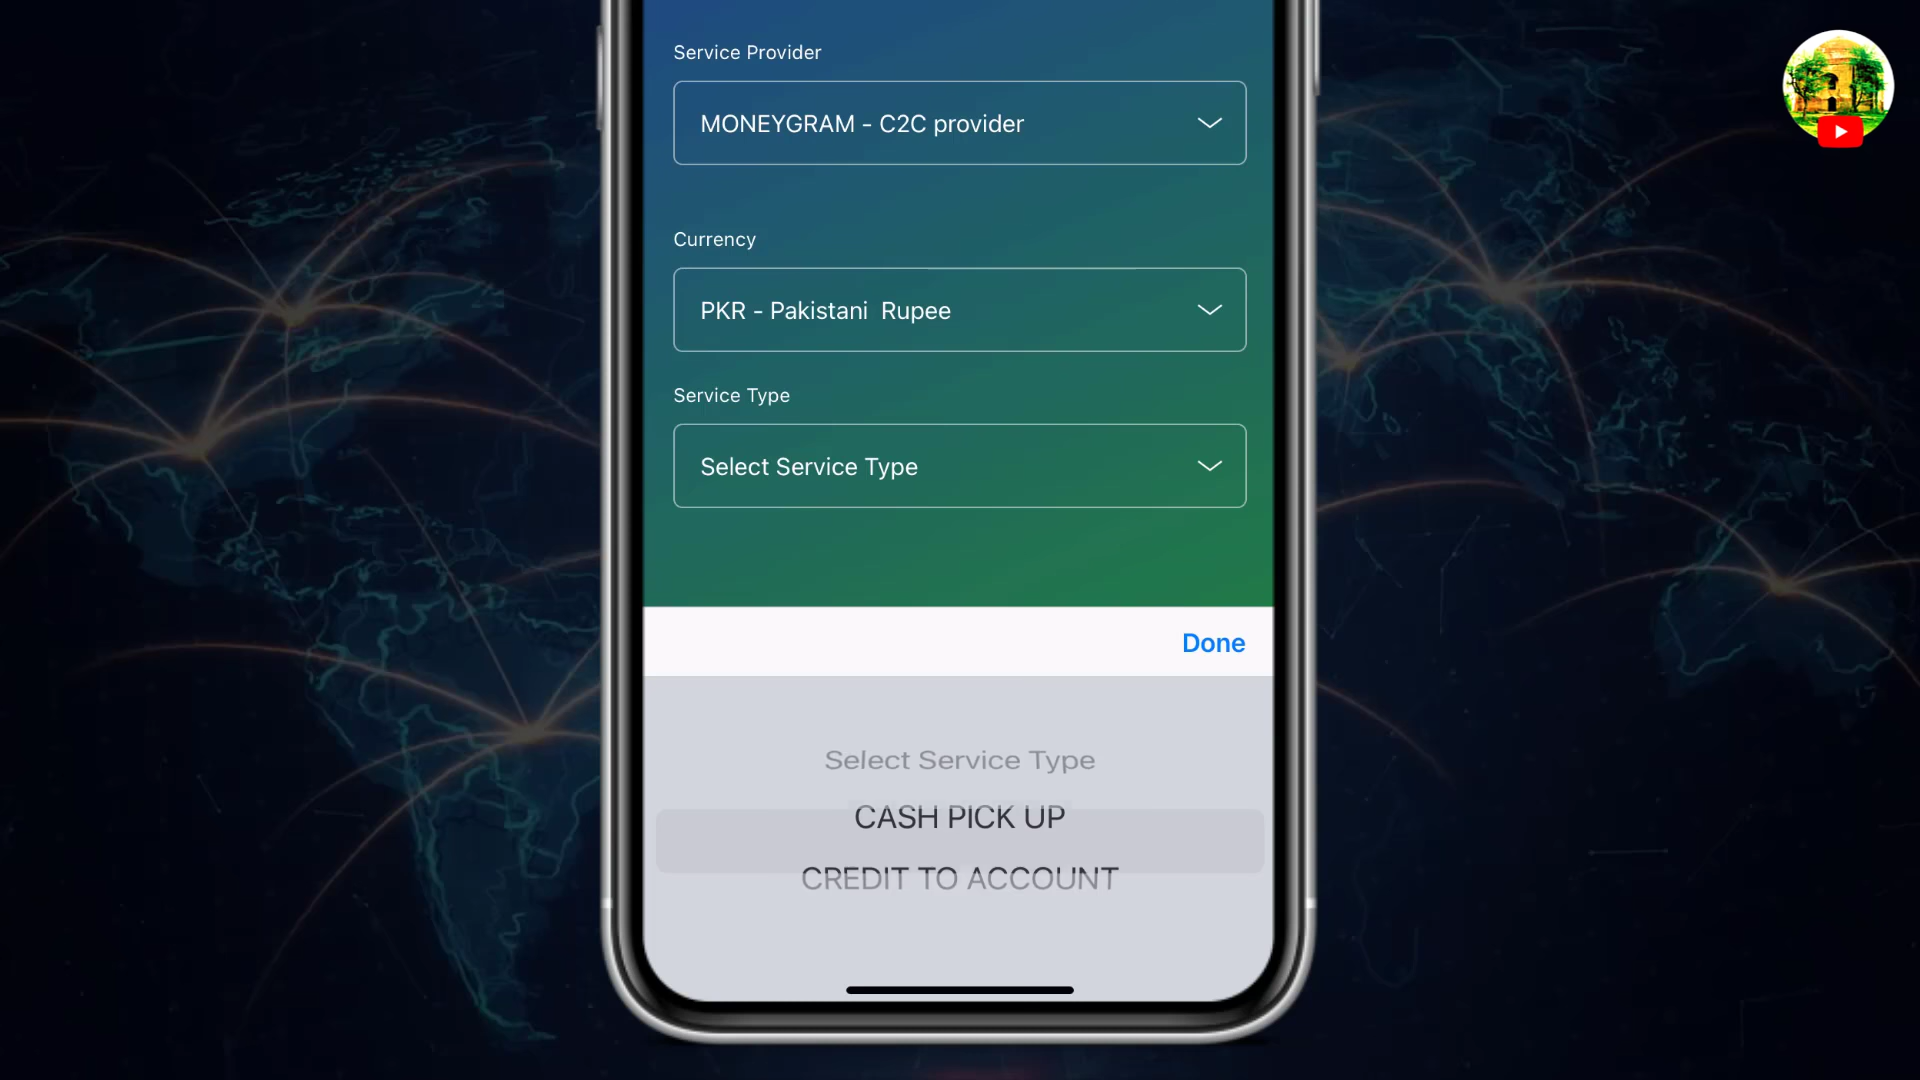 Service Provider
MONEYGRAM - C2C provider
Currency
PKR - Pakistani  Rupee
Service Type
Select Service Type
Done
Select Service Type
CASH PICK UP
CREDIT TO ACCOUNT